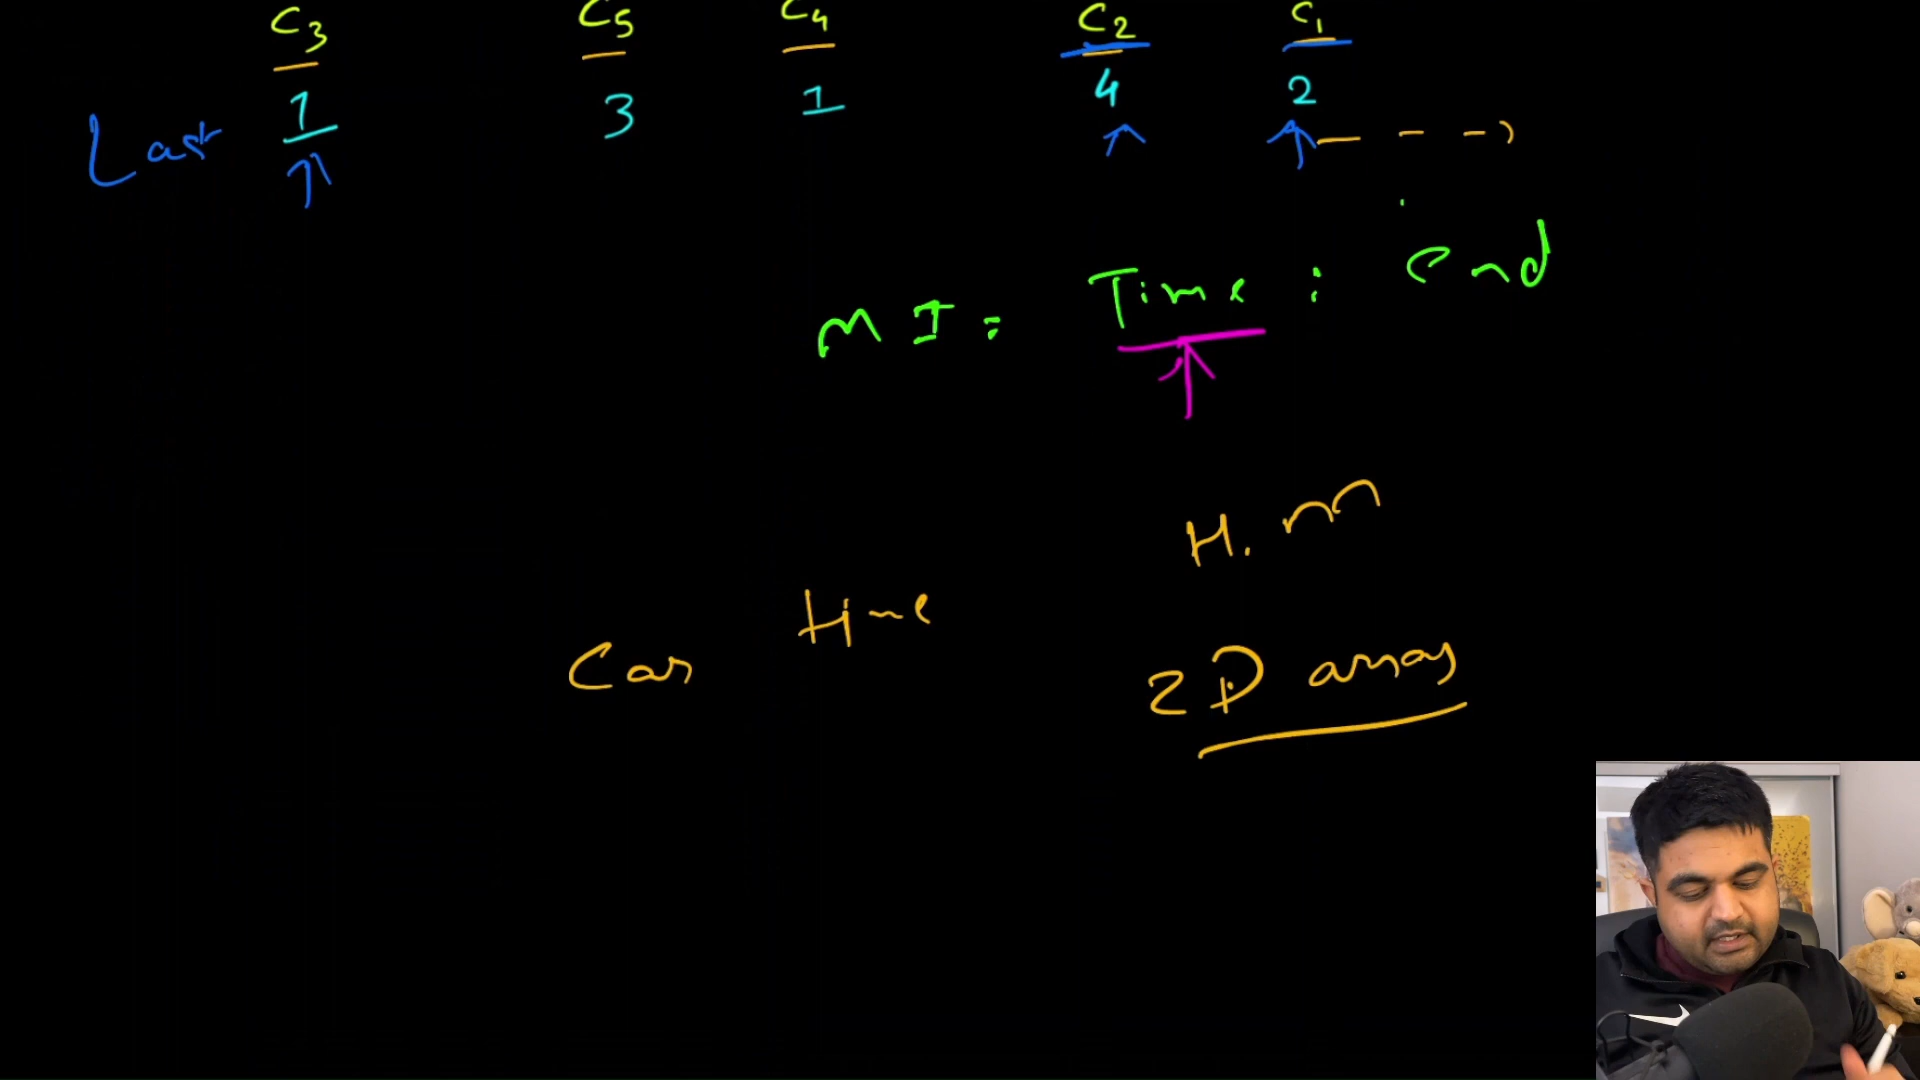 C3 C5 C4 C2 C1
1 3 1 4 2
Last
MI: Time: end
H.m
Car time
2D array